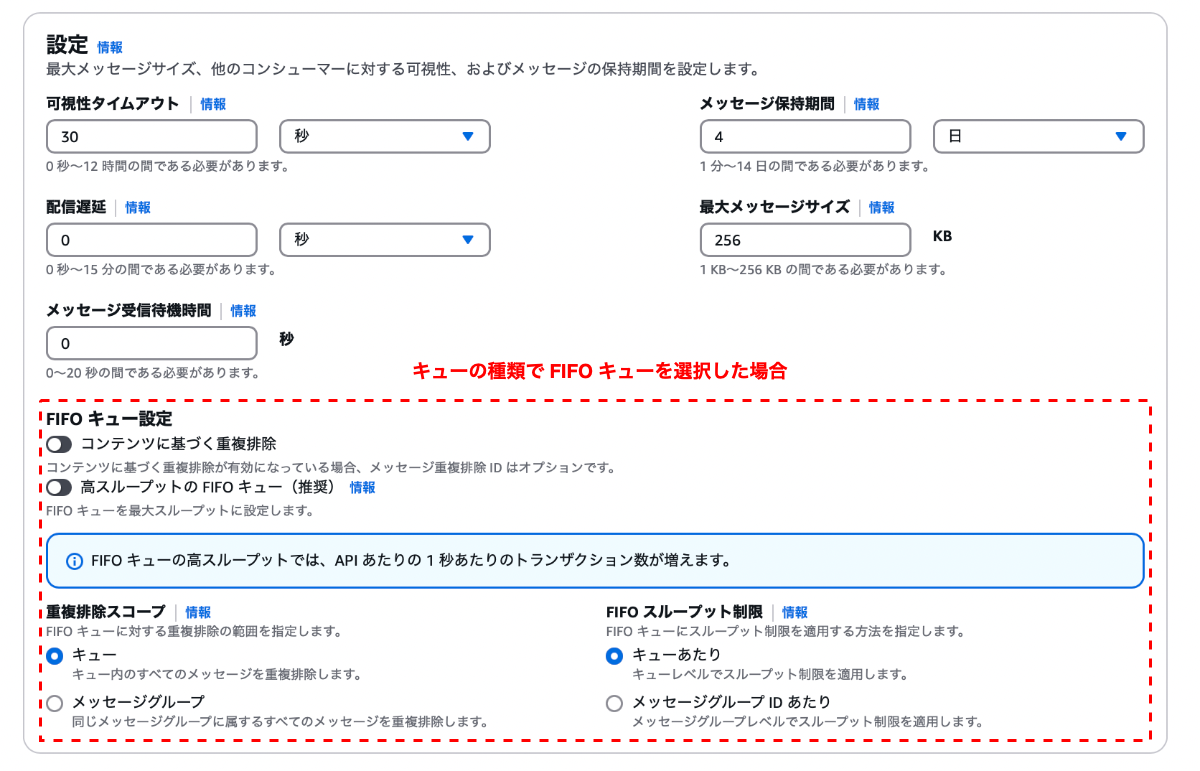 設定 情報
最大メッセージサイズ、他のコンシューマーに対する可視性、およびメッセージの保持期間を設定します。
可視性タイムアウト 情報
30 秒
0 秒〜12 時間の間である必要があります。
メッセージ保持期間 情報
4 日
1 分〜14 日の間である必要があります。
配信遅延 情報
0 秒
0 秒〜15 分の間である必要があります。
最大メッセージサイズ 情報
256 KB
1 KB〜256 KB の間である必要があります。
メッセージ受信待機時間 情報
0 秒
0〜20 秒の間である必要があります。
キューの種類で FIFO キューを選択した場合
FIFO キュー設定
コンテンツに基づく重複排除
コンテンツに基づく重複排除が有効になっている場合、メッセージ重複排除 ID はオプションです。
高スループットの FIFO キュー（推奨） 情報
FIFO キューを最大スループットに設定します。
FIFO キューの高スループットでは、API あたりの 1 秒あたりのトランザクション数が増えます。
重複排除スコープ 情報
FIFO キューに対する重複排除の範囲を指定します。
キュー
キュー内のすべてのメッセージを重複排除します。
メッセージグループ
同じメッセージグループに属するすべてのメッセージを重複排除します。
FIFO スループット制限 情報
FIFO キューにスループット制限を適用する方法を指定します。
キューあたり
キューレベルでスループット制限を適用します。
メッセージグループ ID あたり
メッセージグループレベルでスループット制限を適用します。